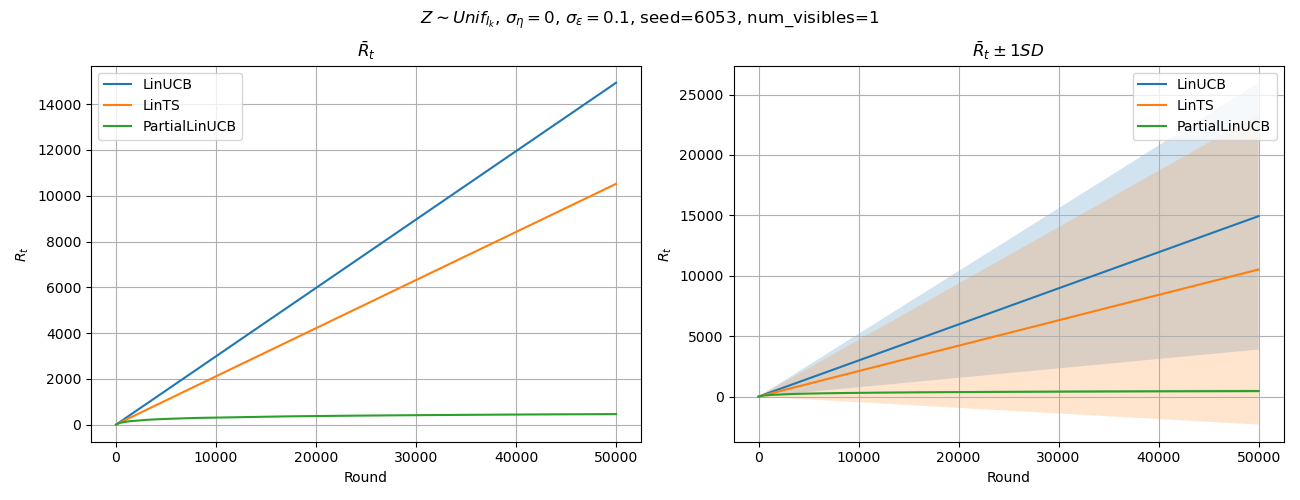 Z ∼ Unif_{I_k}, σ_η = 0, σ_ε = 0.1, seed=6053, num_visibles=1
R̄_t
R_t
14000
12000
10000
8000
6000
4000
2000
0
LinUCB
LinTS
PartialLinUCB
0 10000 20000 30000 40000 50000
Round
R̄_t ± 1SD
R_t
25000
20000
15000
10000
5000
0
LinUCB
LinTS
PartialLinUCB
0 10000 20000 30000 40000 50000
Round